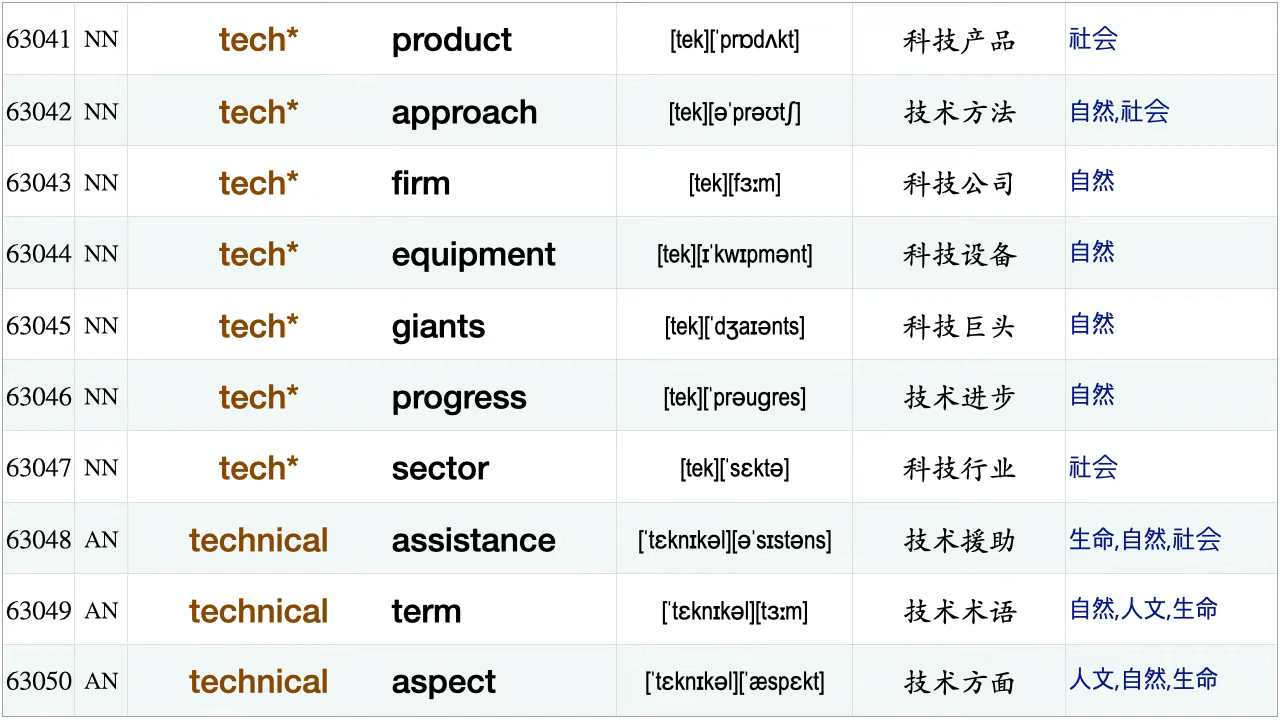 63041 NN tech* product [tek][ˈprɒdʌkt] 科技产品 社会
63042 NN tech* approach [tek][əˈprəʊtʃ] 技术方法 自然,社会
63043 NN tech* firm [tek][fɜːm] 科技公司 自然
63044 NN tech* equipment [tek][ɪˈkwɪpmənt] 科技设备 自然
63045 NN tech* giants [tek][ˈdʒaɪənts] 科技巨头 自然
63046 NN tech* progress [tek][ˈprəuɡres] 技术进步 自然
63047 NN tech* sector [tek][ˈsɛktə] 科技行业 社会
63048 AN technical assistance [ˈtɛknɪkəl][əˈsɪstəns] 技术援助 生命,自然,社会
63049 AN technical term [ˈtɛknɪkəl][tɜːm] 技术术语 自然,人文,生命
63050 AN technical aspect [ˈtɛknɪkəl][ˈæspɛkt] 技术方面 人文,自然,生命